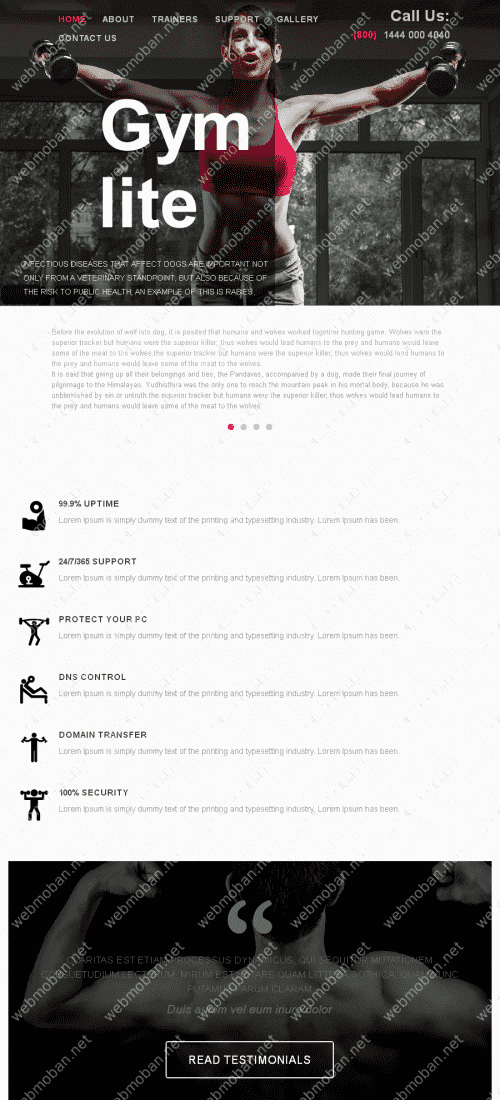 HOME ABOUT TRAINERS SUPPORT GALLERY
CONTACT US
Call Us:
(800) 1444 000 4040
Gym
lite
INFECTIOUS DISEASES THAT AFFECT DOGS ARE IMPORTANT NOT
ONLY FROM A VETERINARY STANDPOINT, BUT ALSO BECAUSE OF
THE RISK TO PUBLIC HEALTH; AN EXAMPLE OF THIS IS RABIES.
Before the evolution of wolf into dog, it is posited that humans and wolves worked together hunting game. Wolves were the
superior tracker but humans were the superior killer; thus wolves would lead humans to the prey and humans would leave
some of the meat to the wolves.the superior tracker but humans were the superior killer; thus wolves would lead humans to
the prey and humans would leave some of the meat to the wolves.
It is said that giving up all their belongings and ties, the Pandavas, accompanied by a dog, made their final journey of
pilgrimage to the Himalayas. Yudhisthira was the only one to reach the mountain peak in his mortal body, because he was
unblemished by sin or untruth.the superior tracker but humans were the superior killer; thus wolves would lead humans to
the prey and humans would leave some of the meat to the wolves.
99.9% UPTIME
Lorem Ipsum is simply dummy text of the printing and typesetting industry. Lorem Ipsum has been.
24/7/365 SUPPORT
Lorem Ipsum is simply dummy text of the printing and typesetting industry. Lorem Ipsum has been.
PROTECT YOUR PC
Lorem Ipsum is simply dummy text of the printing and typesetting industry. Lorem Ipsum has been.
DNS CONTROL
Lorem Ipsum is simply dummy text of the printing and typesetting industry. Lorem Ipsum has been.
DOMAIN TRANSFER
Lorem Ipsum is simply dummy text of the printing and typesetting industry. Lorem Ipsum has been.
100% SECURITY
Lorem Ipsum is simply dummy text of the printing and typesetting industry. Lorem Ipsum has been.
“
CLARITAS EST ETIAM PROCESSUS DYNAMICUS, QUI SEQUITUR MUTATIONEM
CONSUETUDIUM LECTORUM. MIRUM EST NOTARE QUAM LITTERA GOTHICA, QUAM NUNC
PUTAMUS PARUM CLARAM
Duis autem vel eum iriure dolor
READ TESTIMONIALS
webmoban.net